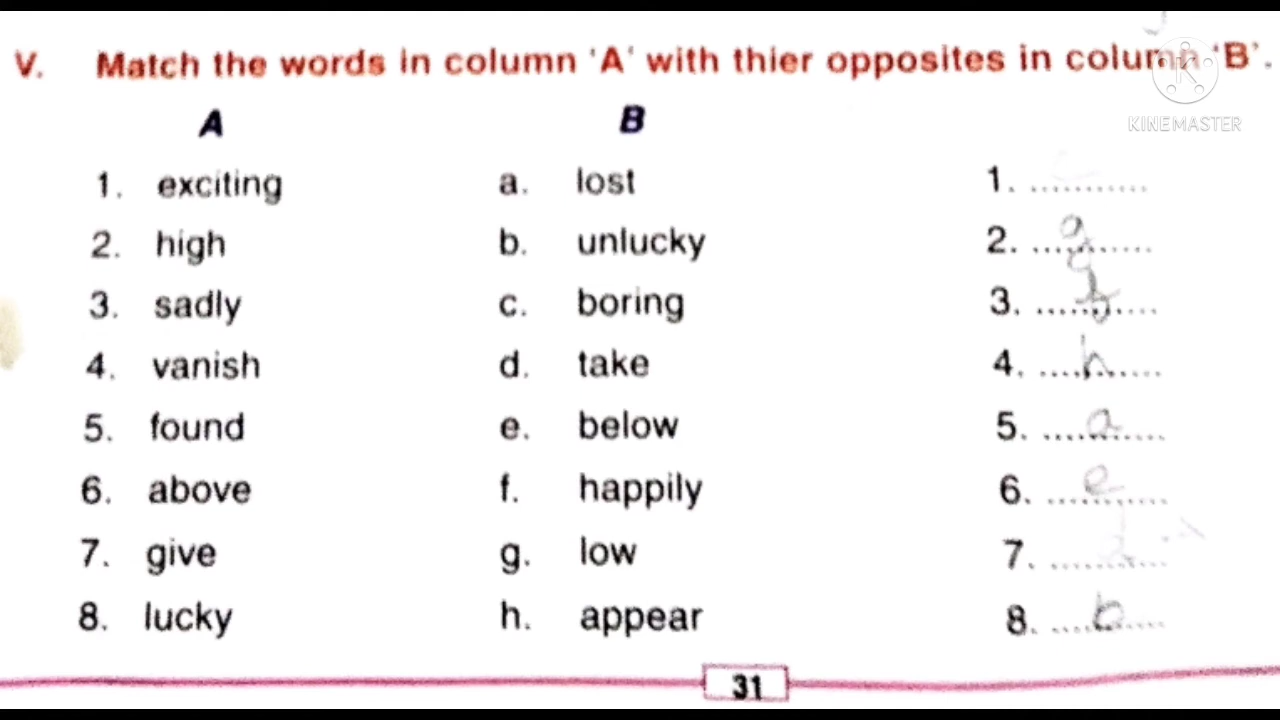 V. Match the words in column 'A' with thier opposites in column 'B'.
KINEMASTER
A B
1. exciting a. lost 1. ............
2. high b. unlucky 2. .....g.......
3. sadly c. boring 3. ............
4. vanish d. take 4. .....h......
5. found e. below 5. .....a......
6. above f. happily 6. .....e......
7. give g. low 7. .....d......
8. lucky h. appear 8. .....b......
31